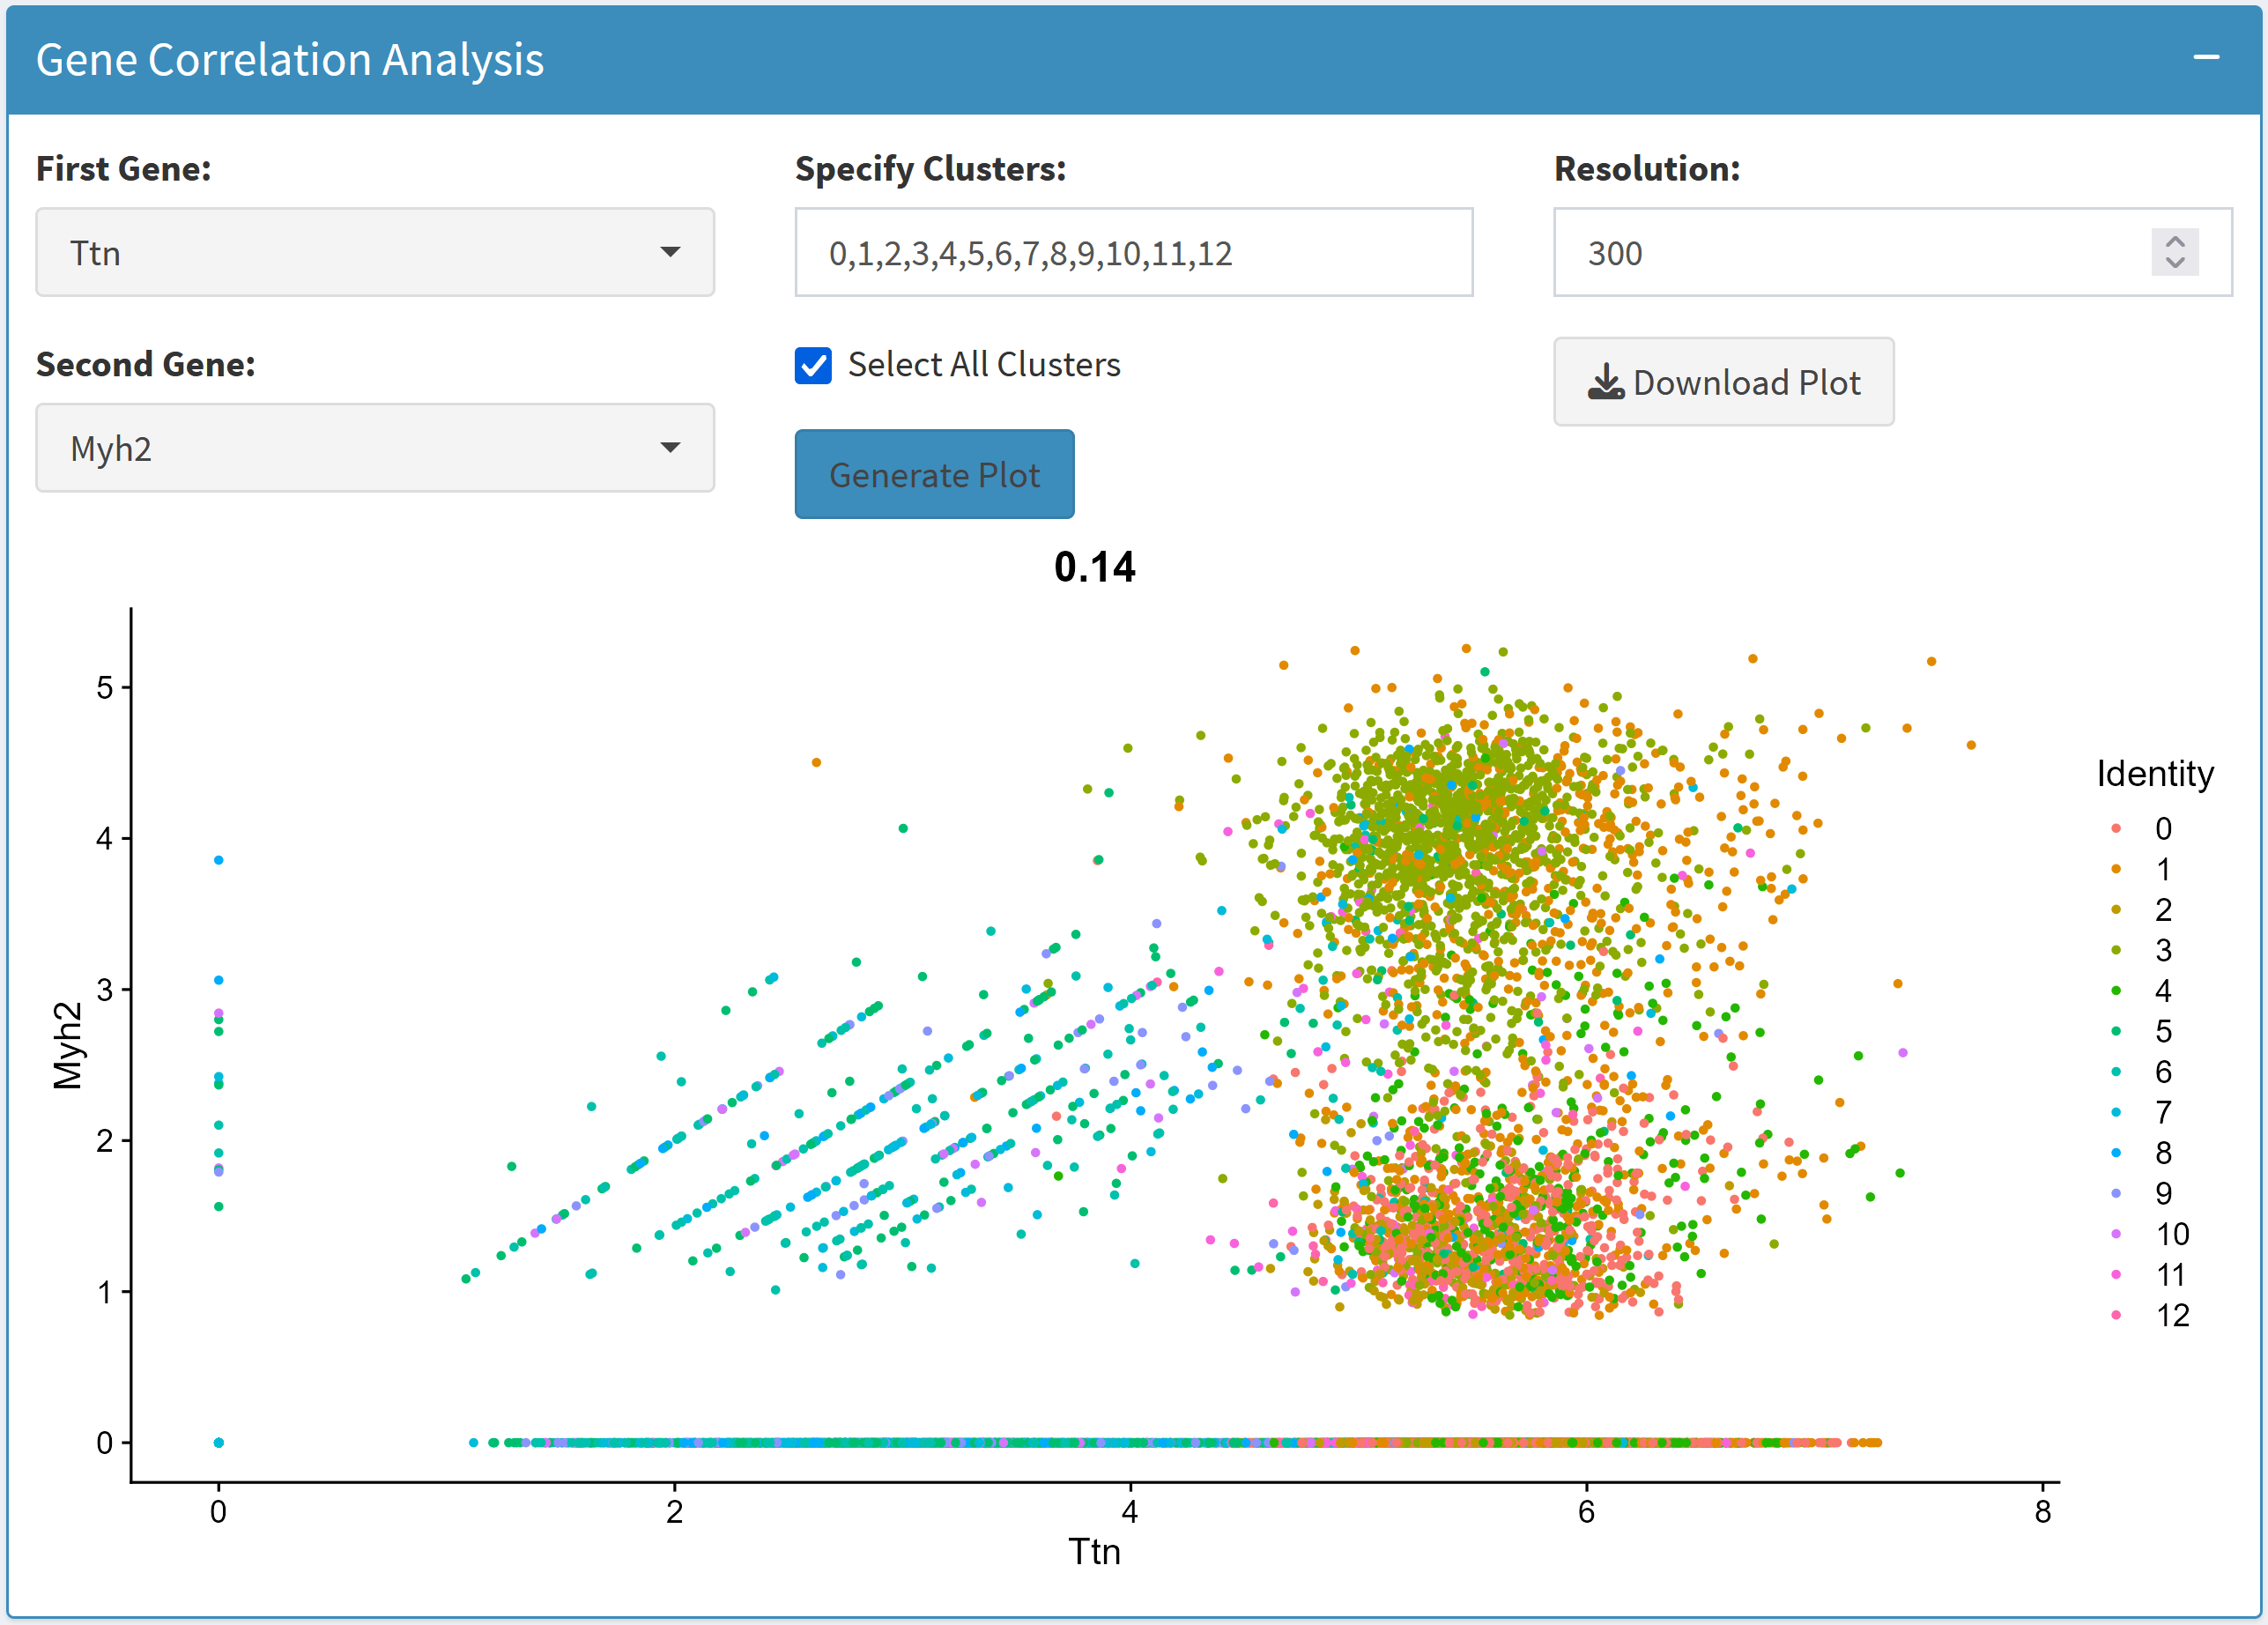 Gene Correlation Analysis
First Gene:
Ttn
Second Gene:
Myh2
Specify Clusters:
0,1,2,3,4,5,6,7,8,9,10,11,12
Select All Clusters
Generate Plot
Resolution:
300
Download Plot
0.14
5
4
3
2
1
0
Myh2
0 2 4 6 8
Ttn
Identity
0
1
2
3
4
5
6
7
8
9
10
11
12